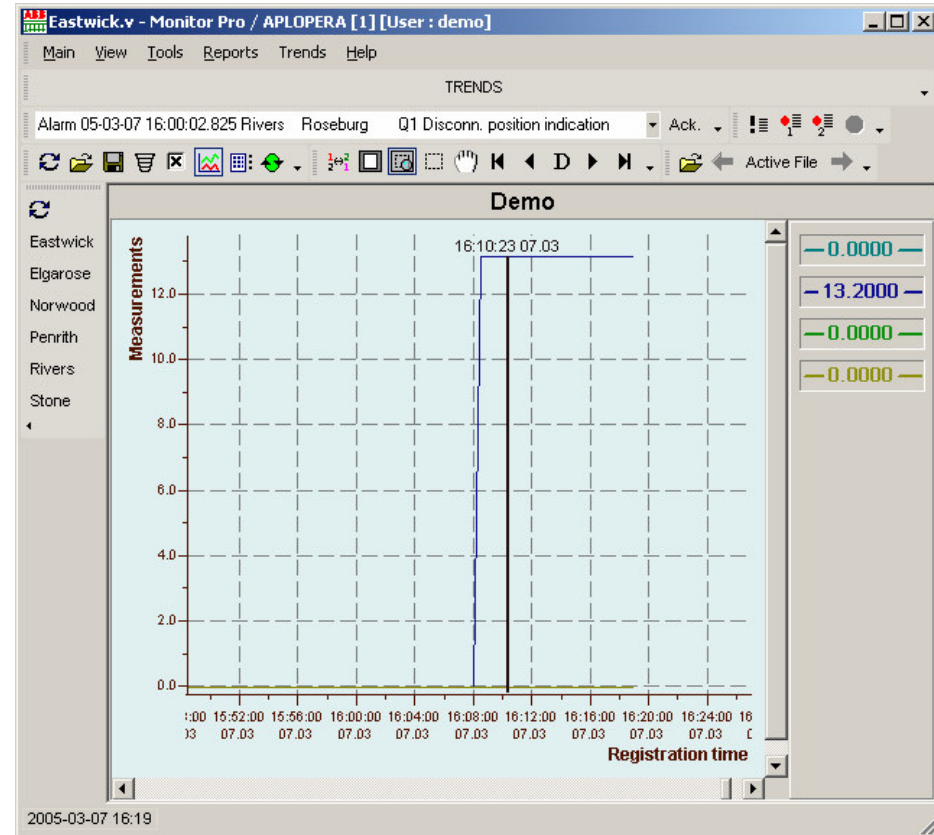 ABB Eastwick.v - Monitor Pro / APLOPERA [1] [User : demo]
Main View Tools Reports Trends Help
TRENDS
Alarm 05-03-07 16:00:02.825 Rivers Roseburg Q1 Disconn. position indication Ack.
D Active File
Demo
Eastwick
Elgarose
Norwood
Penrith
Rivers
Stone
Measurements
16:10:23 07.03
12.0
10.0
8.0
6.0
4.0
2.0
0.0
:00 15:52:00 15:56:00 16:00:00 16:04:00 16:08:00 16:12:00 16:16:00 16:20:00 16:24:00 16
03 07.03 07.03 07.03 07.03 07.03 07.03 07.03 07.03 07.03
Registration time
0.0000
13.2000
0.0000
0.0000
2005-03-07 16:19